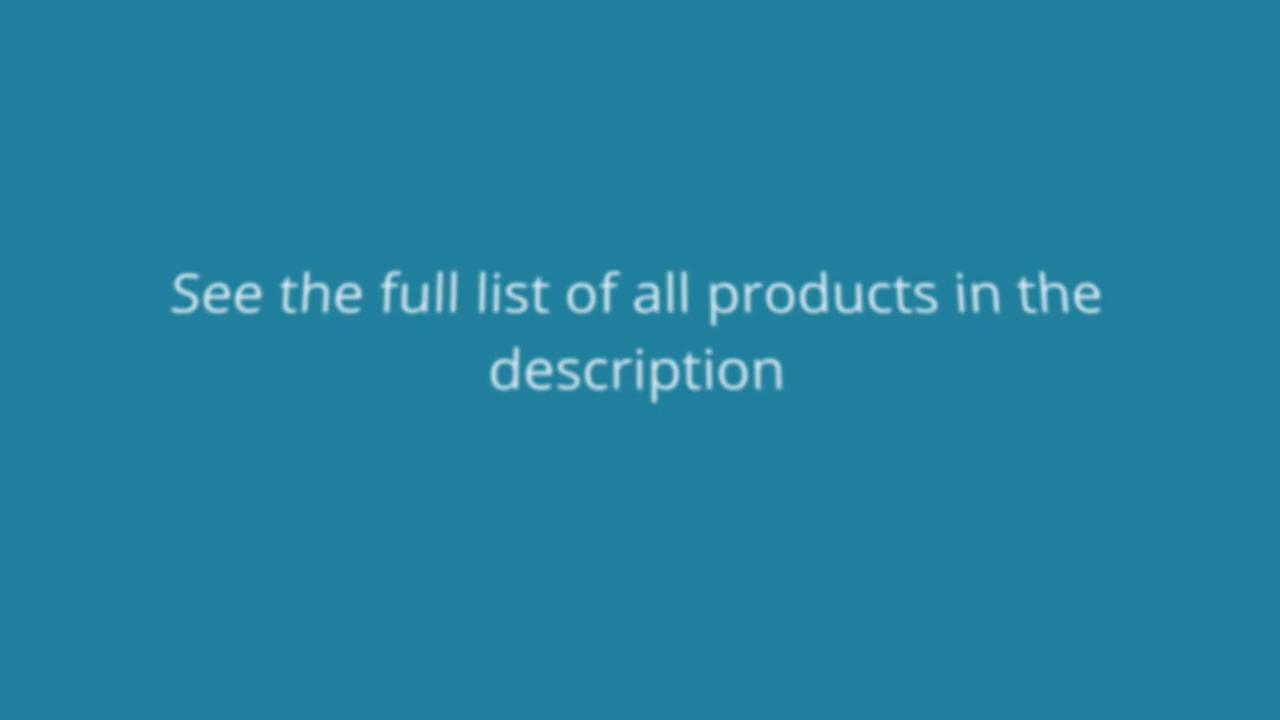 See the full list of all products in the
description